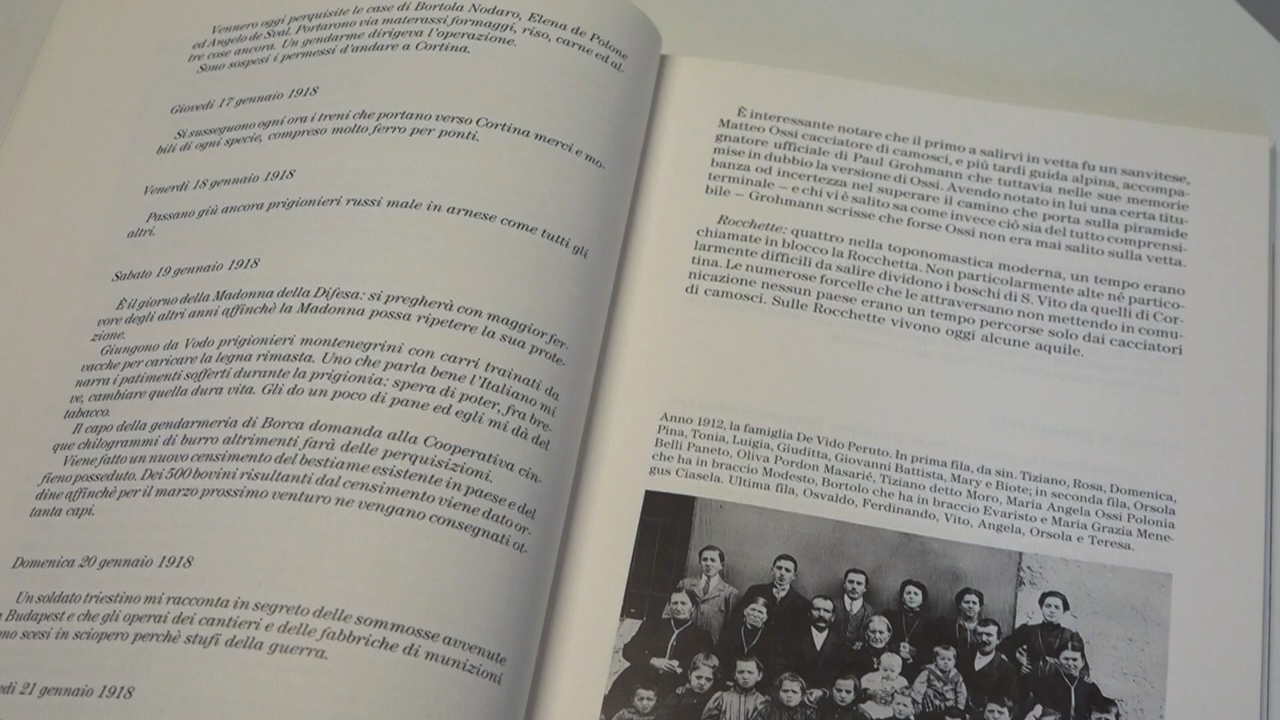 Vennero oggi perquisite le case di Bortola Nodaro, Elena de Polone
ed Angelo de Sval. Portarono via materassi formaggi, riso, carne ed al-
tre cose ancora. Un gendarme dirigeva l'operazione.
Sono sospesi i permessi d'andare a Cortina.
Giovedì 17 gennaio 1918
Si susseguono ogni ora i treni che portano verso Cortina merci e mo-
bili di ogni specie, compreso molto ferro per ponti.
Venerdì 18 gennaio 1918
Passano giù ancora prigionieri russi male in arnese come tutti gli
altri.
Sabato 19 gennaio 1918
È il giorno della Madonna della Difesa: si pregherà con maggior fer-
vore degli altri anni affinchè la Madonna possa ripetere la sua prote-
zione.
Giungono da Vodo prigionieri montenegrini con carri trainati da
vacche per caricare la legna rimasta. Uno che parla bene l'Italiano mi
narra i patimenti sofferti durante la prigionia: spera di poter, fra bre-
ve, cambiare quella dura vita. Gli do un poco di pane ed egli mi dà del
tabacco.
Il capo della gendarmeria di Borca domanda alla Cooperativa cin-
que chilogrammi di burro altrimenti farà delle perquisizioni.
Viene fatto un nuovo censimento del bestiame esistente in paese e del
fieno posseduto. Dei 500 bovini risultanti dal censimento viene dato or-
dine affinchè per il marzo prossimo venturo ne vengano consegnati ot-
tanta capi.
Domenica 20 gennaio 1918
Un soldato triestino mi racconta in segreto delle sommosse avvenute
Budapest e che gli operai dei cantieri e delle fabbriche di munizioni
mo scesi in sciopero perchè stufi della guerra.
edì 21 gennaio 1918
È interessante notare che il primo a salirvi in vetta fu un sanvitese,
Matteo Ossi cacciatore di camosci, e più tardi guida alpina, accompa-
gnatore ufficiale di Paul Grohmann che tuttavia nelle sue memorie
mise in dubbio la versione di Ossi. Avendo notato in lui una certa titu-
banza od incertezza nel superare il camino che porta sulla piramide
terminale – e chi vi è salito sa come invece ciò sia del tutto comprensi-
bile – Grohmann scrisse che forse Ossi non era mai salito sulla vetta.
Rocchette: quattro nella toponomastica moderna, un tempo erano
chiamate in blocco la Rocchetta. Non particolarmente alte né partico-
larmente difficili da salire dividono i boschi di S. Vito da quelli di Cor-
tina. Le numerose forcelle che le attraversano non mettendo in comu-
nicazione nessun paese erano un tempo percorse solo dai cacciatori
di camosci. Sulle Rocchette vivono oggi alcune aquile.
Anno 1912, la famiglia De Vido Peruto. In prima fila, da sin. Tiziano, Rosa, Domenica,
Pina, Tonia, Luigia, Giuditta, Giovanni Battista, Mary e Biote; in seconda fila, Orsola
Belli Paneto, Oliva Pordon Masarié, Tiziano detto Moro, Maria Angela Ossi Polonia
che ha in braccio Modesto, Bortolo che ha in braccio Evaristo e Maria Grazia Mene-
gus Ciasela. Ultima fila, Osvaldo, Ferdinando, Vito, Angela, Orsola e Teresa.